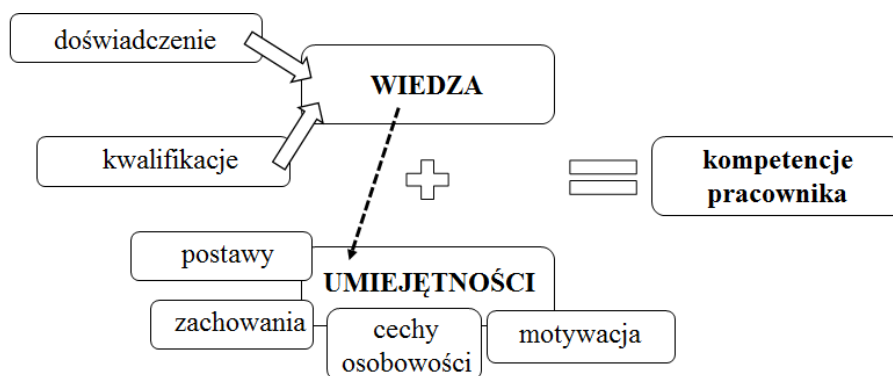 doświadczenie
WIEDZA
kwalifikacje
kompetencje
pracownika
postawy
UMIEJĘTNOŚCI
zachowania
cechy
osobowości
motywacja